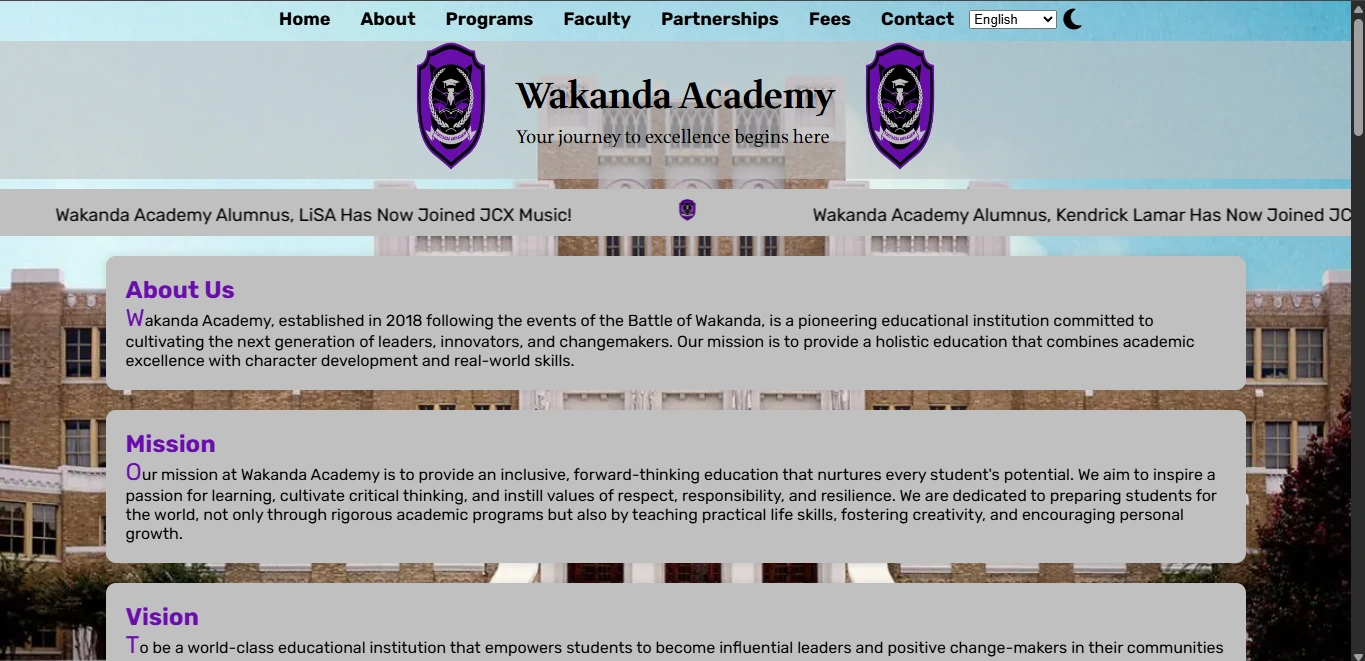 Home About Programs Faculty Partnerships Fees Contact English
Wakanda Academy
Your journey to excellence begins here
Wakanda Academy Alumnus, LiSA Has Now Joined JCX Music! Wakanda Academy Alumnus, Kendrick Lamar Has Now Joined JC
About Us
Wakanda Academy, established in 2018 following the events of the Battle of Wakanda, is a pioneering educational institution committed to
cultivating the next generation of leaders, innovators, and changemakers. Our mission is to provide a holistic education that combines academic
excellence with character development and real-world skills.
Mission
Our mission at Wakanda Academy is to provide an inclusive, forward-thinking education that nurtures every student's potential. We aim to inspire a
passion for learning, cultivate critical thinking, and instill values of respect, responsibility, and resilience. We are dedicated to preparing students for
the world, not only through rigorous academic programs but also by teaching practical life skills, fostering creativity, and encouraging personal
growth.
Vision
To be a world-class educational institution that empowers students to become influential leaders and positive change-makers in their communities